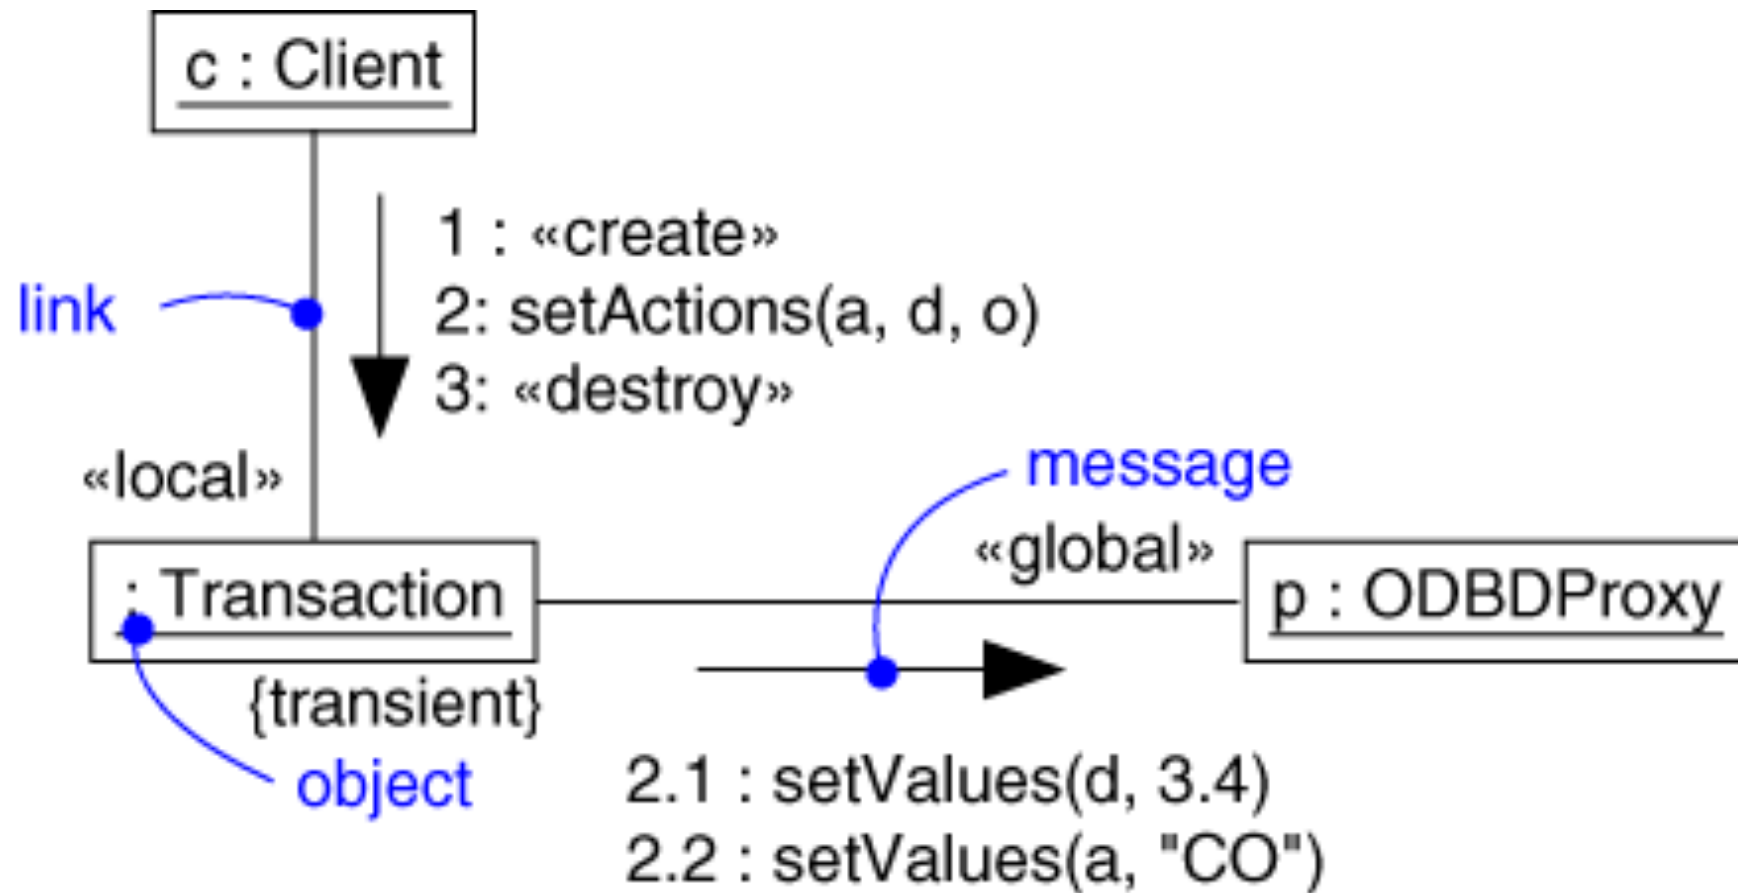 c : Client
1 : «create»
link
2: setActions(a, d, o)
3: «destroy»
«local»
message
«global»
: Transaction
p : ODBDProxy
{transient}
object
2.1 : setValues(d, 3.4)
2.2 : setValues(a, "CO")